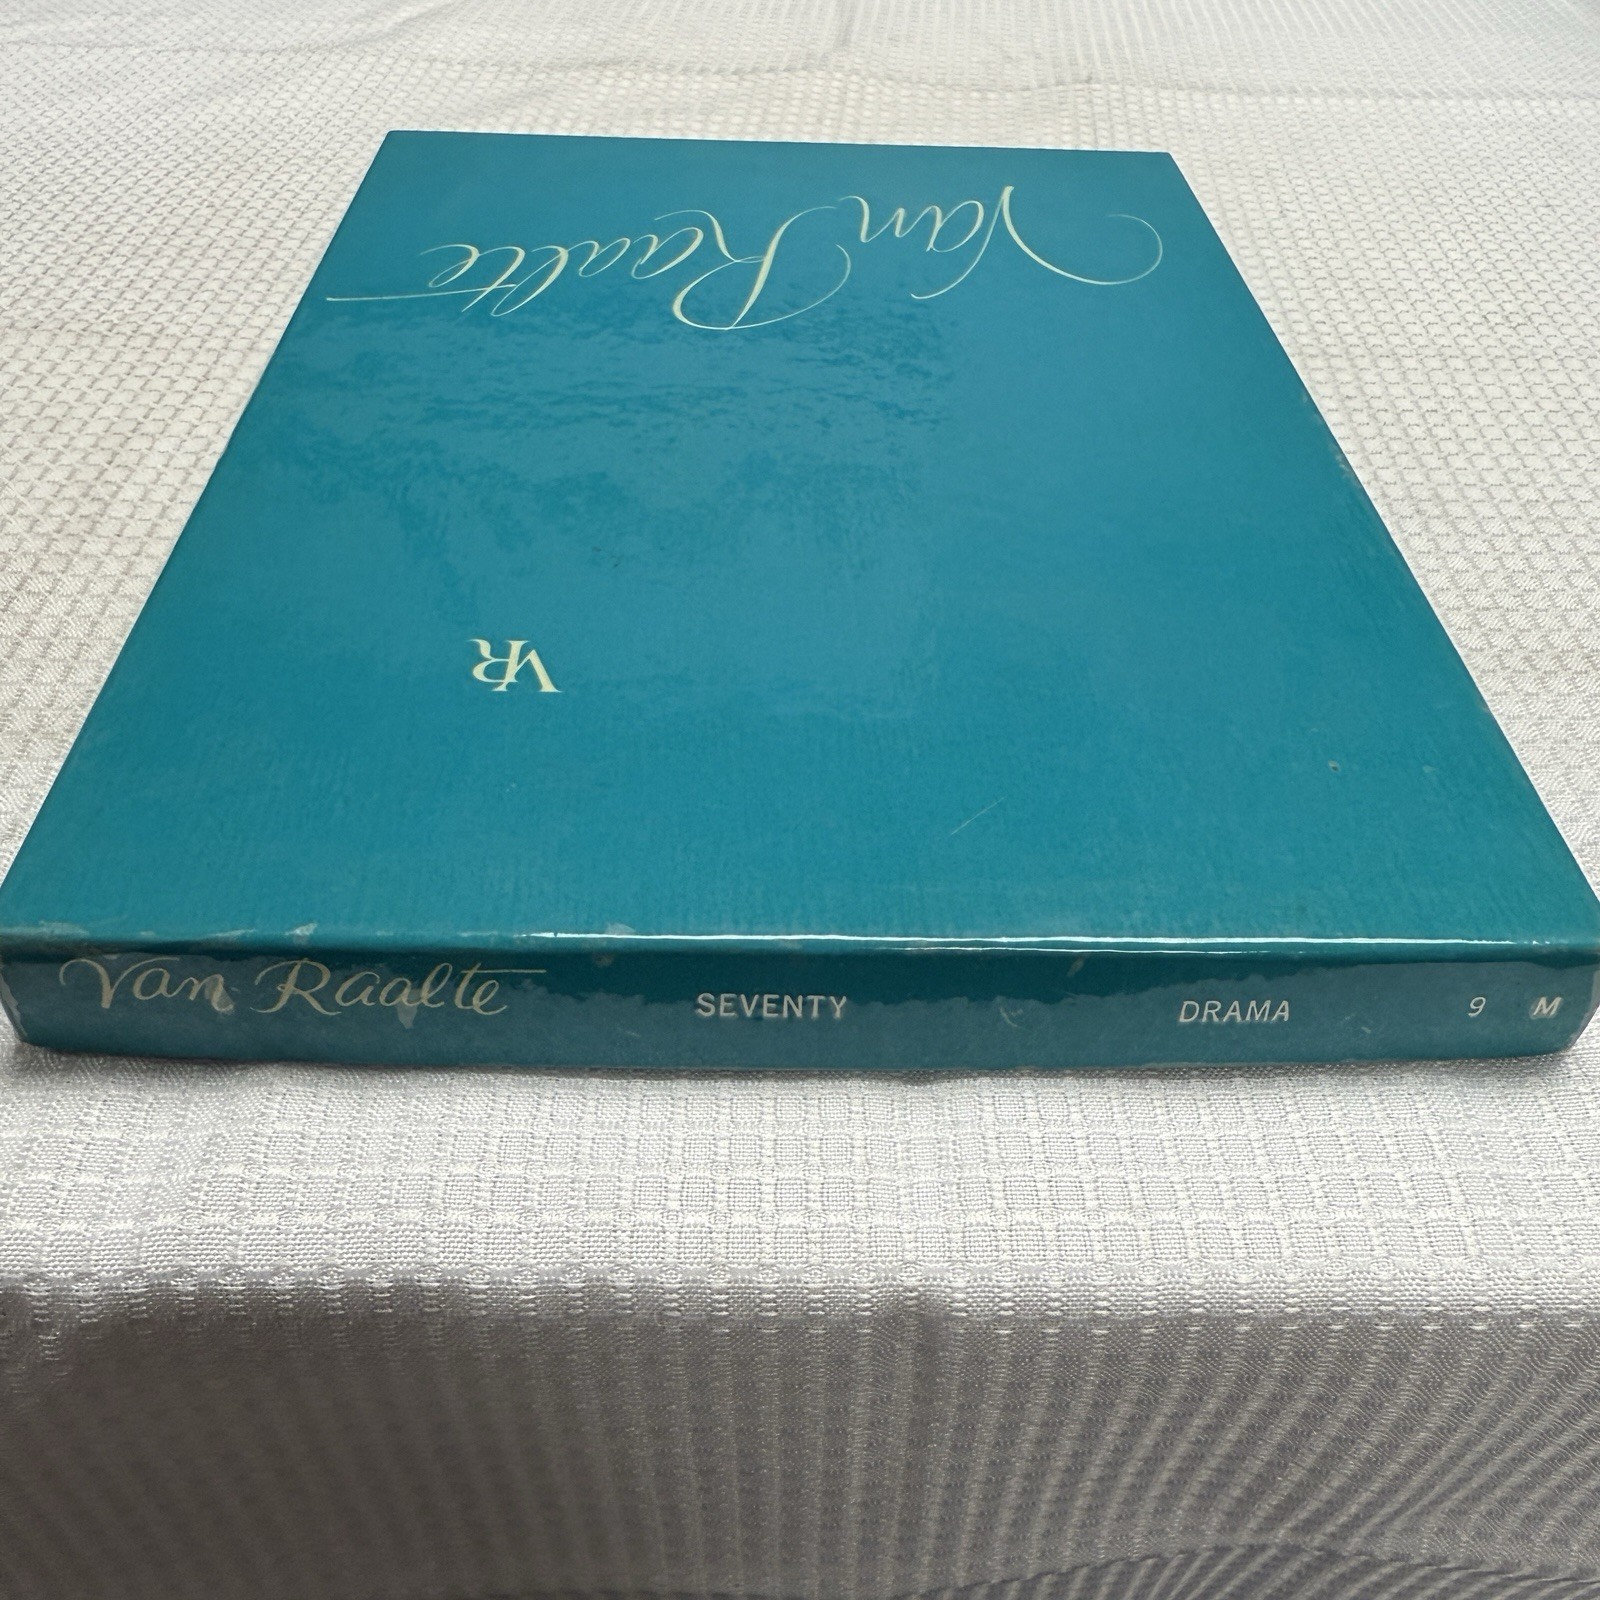 Van Raalte
VR
Van Raalte SEVENTY DRAMA 9 M